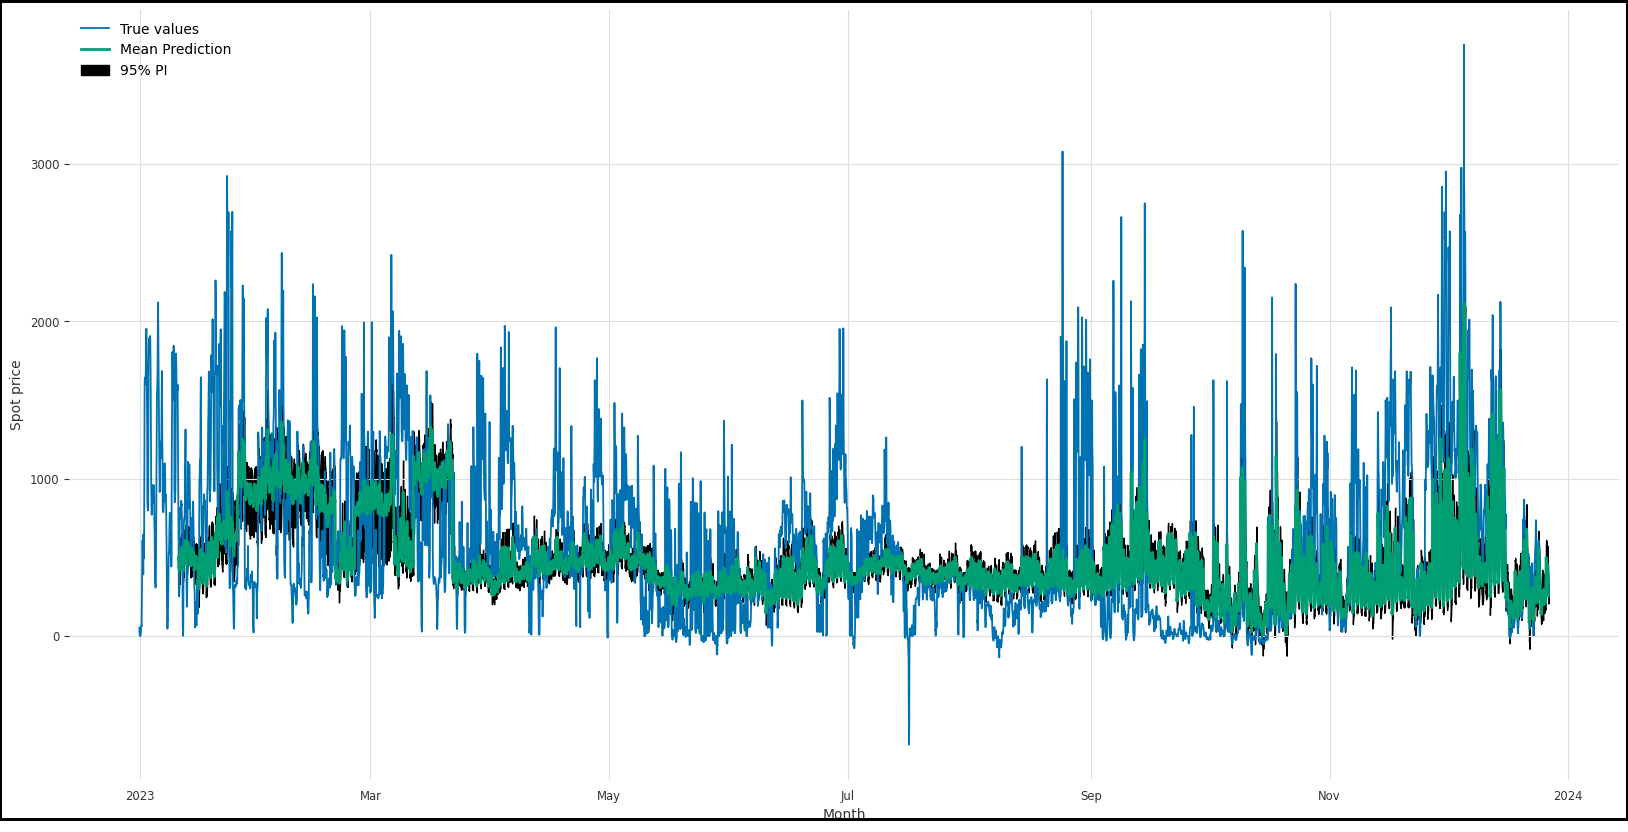 True values
Mean Prediction
95% PI
3000
2000
1000
0
Spot price
2023
Mar
May
Jul
Sep
Nov
2024
Month